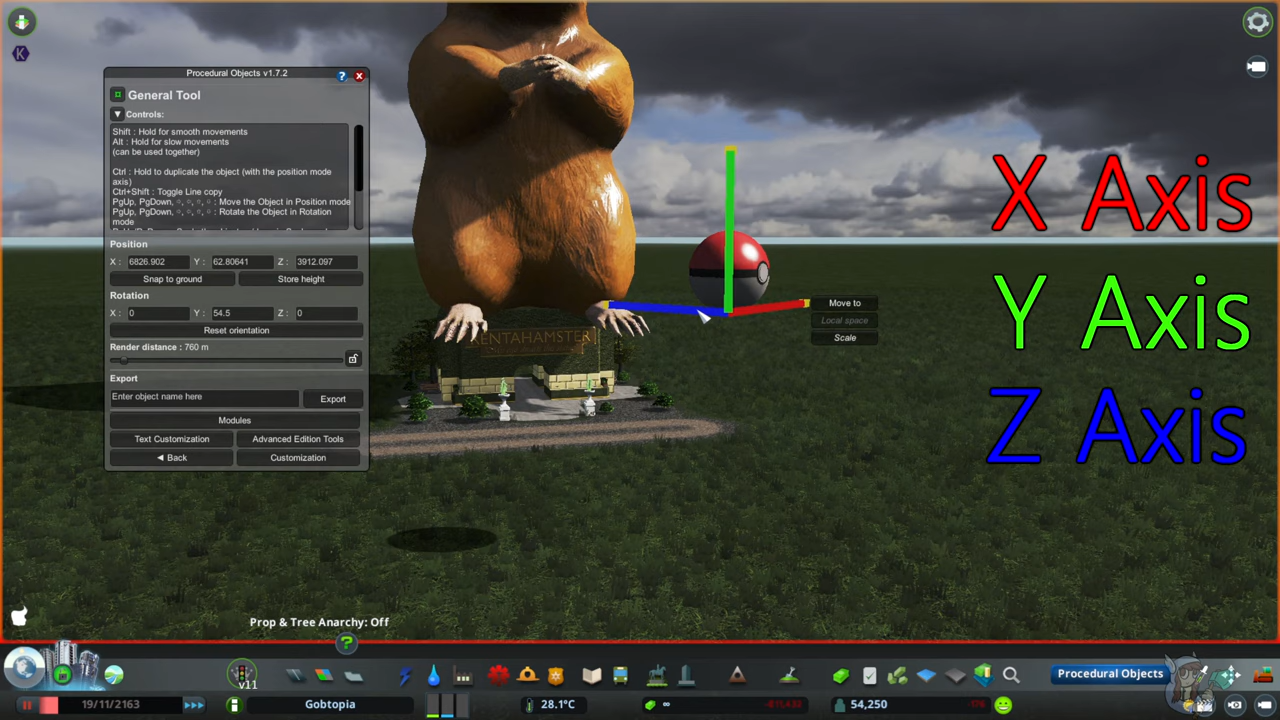 Procedural Objects v1.7.2
?
General Tool
Controls:
Shift : Hold for smooth movements
Alt : Hold for slow movements
(can be used together)
Ctrl : Hold to duplicate the object (with the position mode
axis)
Ctrl+Shift : Toggle Line copy
PgUp, PgDown, ○, ○, ○, ○ : Move the Object in Position mode
PgUp, PgDown, ○, ○, ○, ○ : Rotate the Object in Rotation
mode
Position
X : 6826.902 Y : 62.80641 Z : 3912.097
Snap to ground Store height
Rotation
X : 0 Y : 54.5 Z : 0
Reset orientation
Render distance : 760 m
Export
Enter object name here Export
Modules
Text Customization Advanced Edition Tools
◀ Back Customization
K
RENTAHAMSTER
Move to
Local space
Scale
X Axis
Y Axis
Z Axis
Prop & Tree Anarchy: Off
?
v11
Procedural Objects
19/11/2163
Gobtopia
28.1°C
∞
54,250